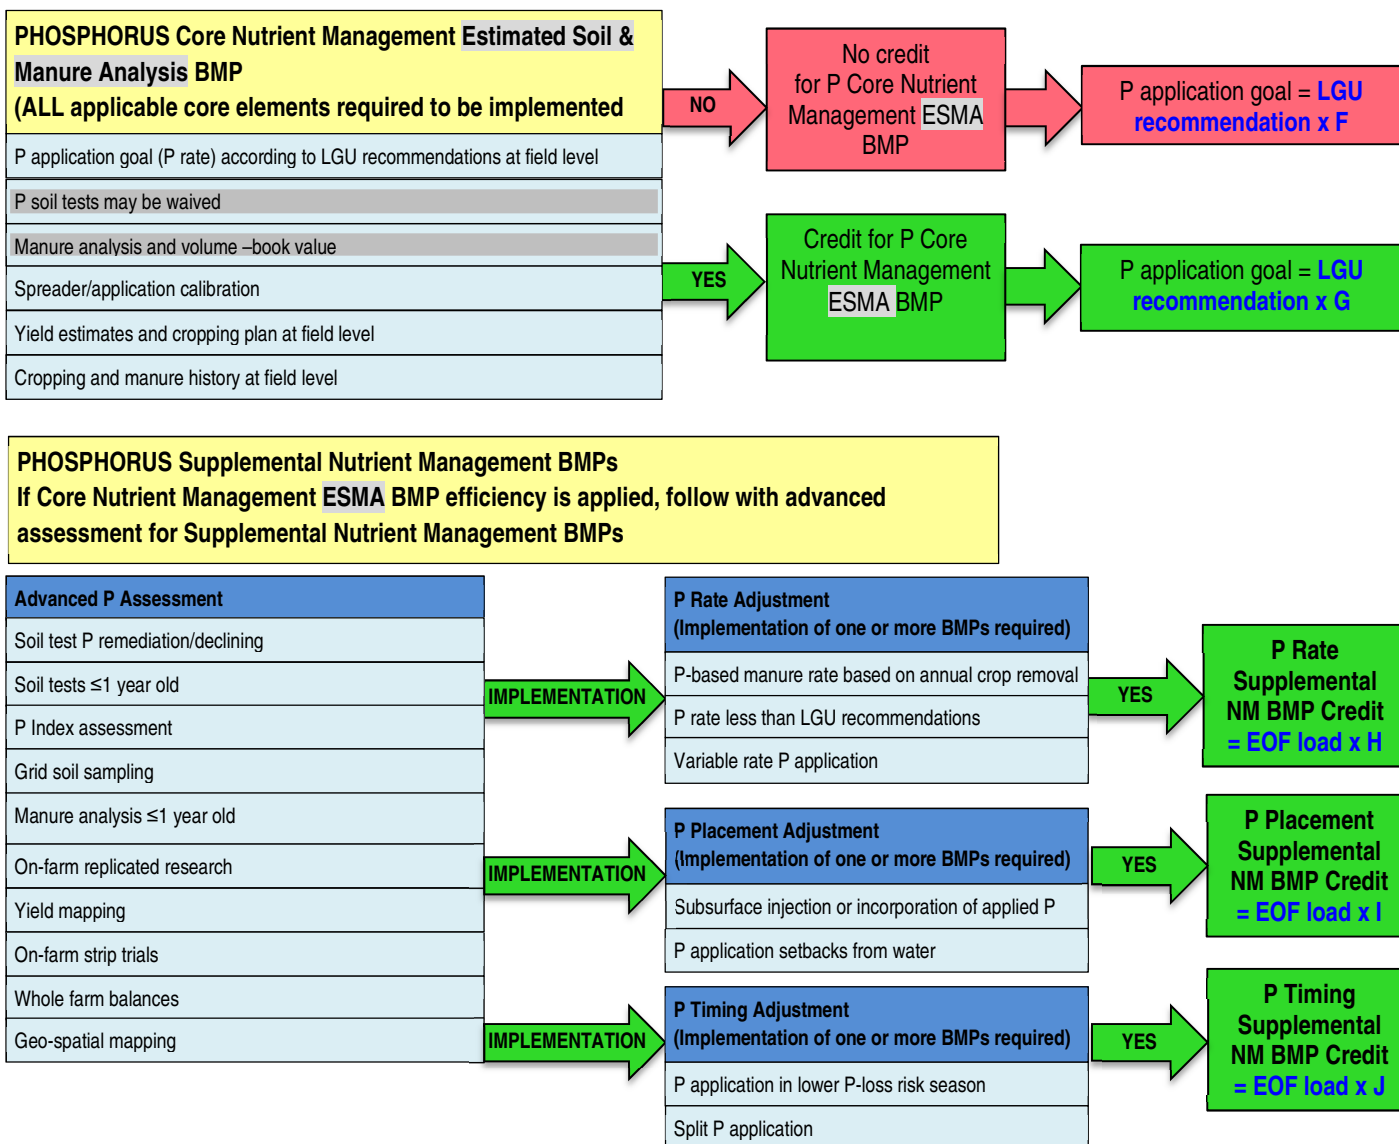 PHOSPHORUS Core Nutrient Management Estimated Soil &
Manure Analysis BMP
(ALL applicable core elements required to be implemented
P application goal (P rate) according to LGU recommendations at field level
P soil tests may be waived
Manure analysis and volume –book value
Spreader/application calibration
Yield estimates and cropping plan at field level
Cropping and manure history at field level
NO
No credit
for P Core Nutrient
Management ESMA
BMP
P application goal = LGU
recommendation x F
YES
Credit for P Core
Nutrient Management
ESMA BMP
P application goal = LGU
recommendation x G
PHOSPHORUS Supplemental Nutrient Management BMPs
If Core Nutrient Management ESMA BMP efficiency is applied, follow with advanced
assessment for Supplemental Nutrient Management BMPs
Advanced P Assessment
Soil test P remediation/declining
Soil tests ≤1 year old
P Index assessment
Grid soil sampling
Manure analysis ≤1 year old
On-farm replicated research
Yield mapping
On-farm strip trials
Whole farm balances
Geo-spatial mapping
IMPLEMENTATION
P Rate Adjustment
(Implementation of one or more BMPs required)
P-based manure rate based on annual crop removal
P rate less than LGU recommendations
Variable rate P application
YES
P Rate
Supplemental
NM BMP Credit
= EOF load x H
IMPLEMENTATION
P Placement Adjustment
(Implementation of one or more BMPs required)
Subsurface injection or incorporation of applied P
P application setbacks from water
YES
P Placement
Supplemental
NM BMP Credit
= EOF load x I
IMPLEMENTATION
P Timing Adjustment
(Implementation of one or more BMPs required)
P application in lower P-loss risk season
Split P application
YES
P Timing
Supplemental
NM BMP Credit
= EOF load x J